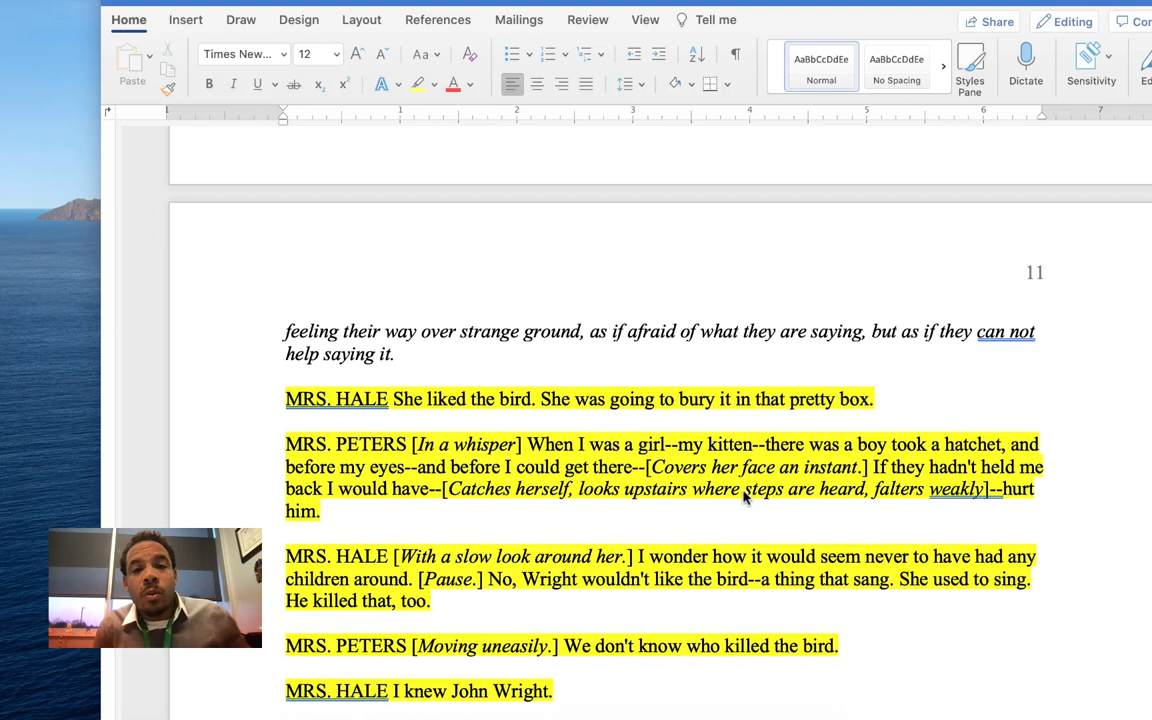 Home Insert Draw Design Layout References Mailings Review View Tell me
Share Editing
Times New... 12 Aa
Paste
AaBbCcDdEe AaBbCcDdEe
Normal No Spacing
Styles Pane
Dictate
Sensitivity
1 2 3 4 5 6 7
11
feeling their way over strange ground, as if afraid of what they are saying, but as if they can not
help saying it.
MRS. HALE She liked the bird. She was going to bury it in that pretty box.
MRS. PETERS [In a whisper] When I was a girl--my kitten--there was a boy took a hatchet, and
before my eyes--and before I could get there--[Covers her face an instant.] If they hadn't held me
back I would have--[Catches herself, looks upstairs where steps are heard, falters weakly]--hurt
him.
MRS. HALE [With a slow look around her.] I wonder how it would seem never to have had any
children around. [Pause.] No, Wright wouldn't like the bird--a thing that sang. She used to sing.
He killed that, too.
MRS. PETERS [Moving uneasily.] We don't know who killed the bird.
MRS. HALE I knew John Wright.